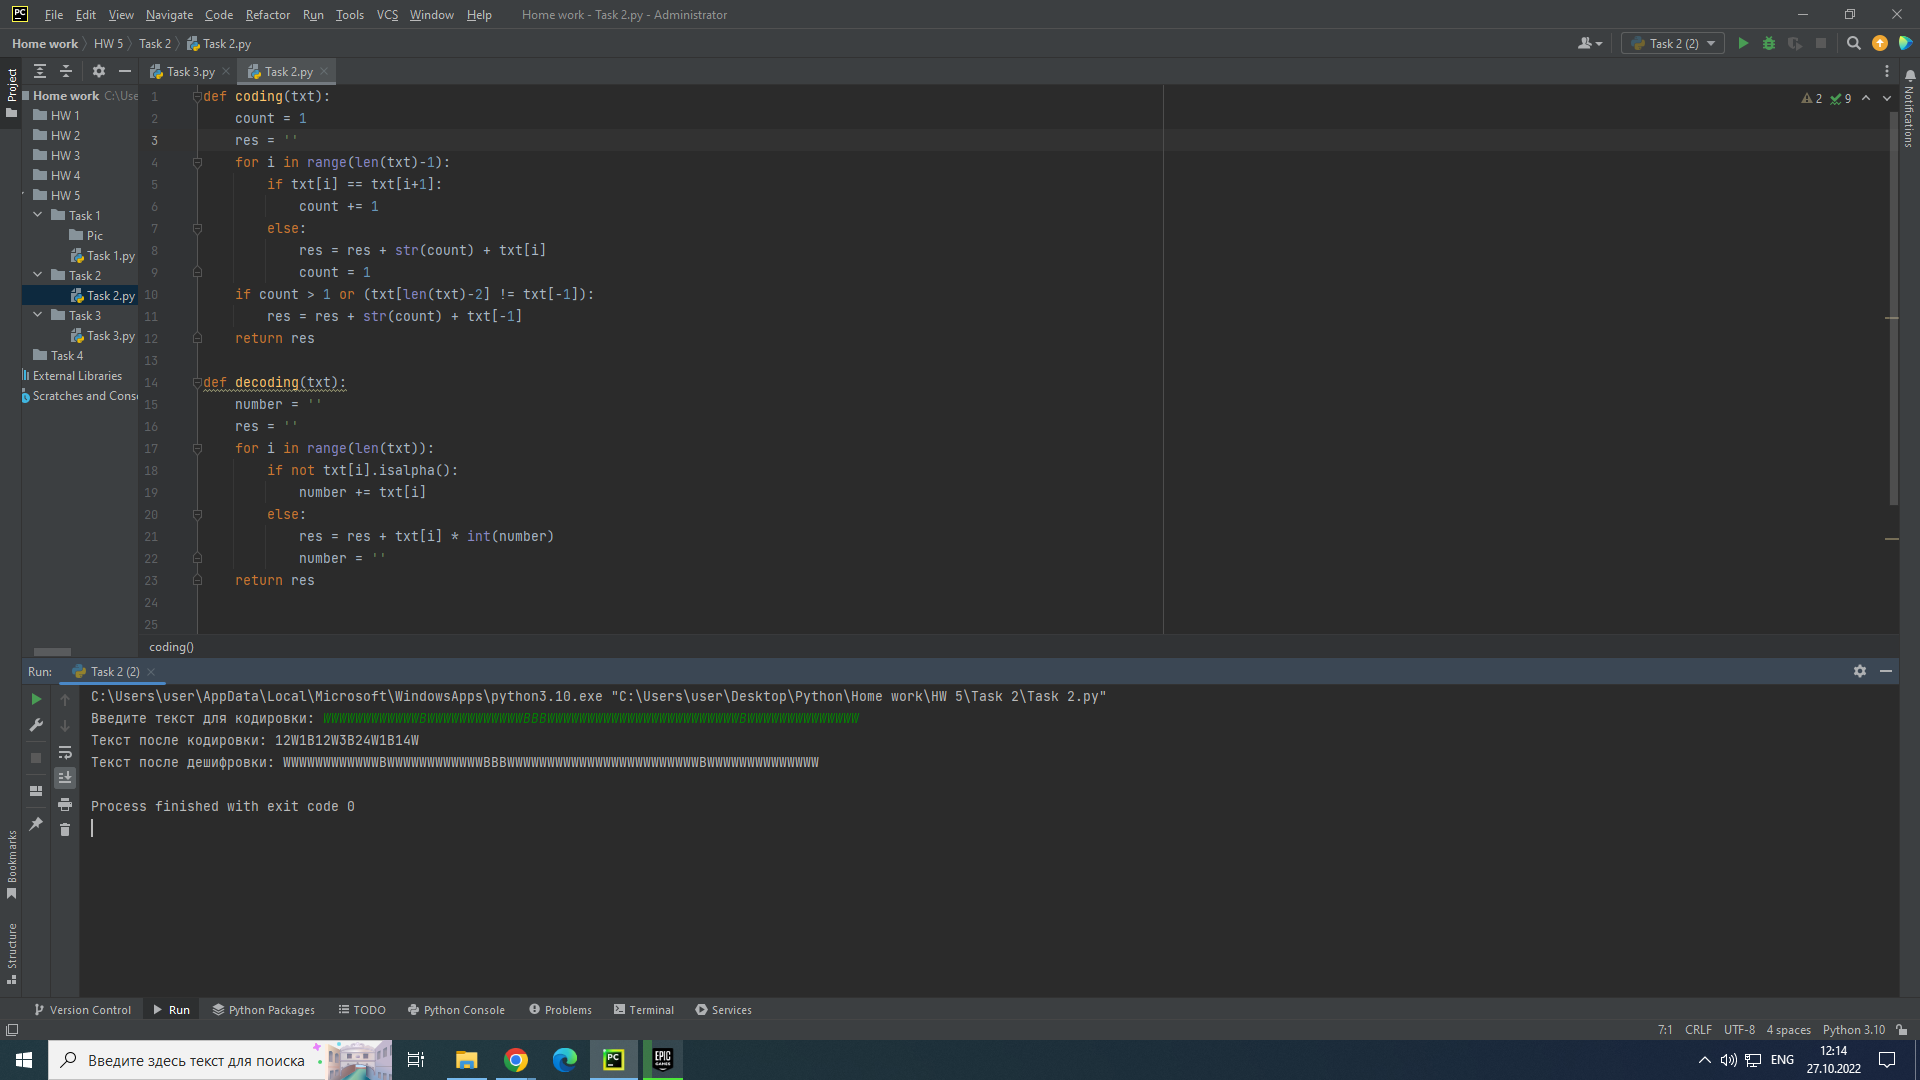 PC File Edit View Navigate Code Refactor Run Tools VCS Window Help Home work - Task 2.py - Administrator
Home work HW 5 Task 2 Task 2.py Task 2 (2)
Project
Task 3.py Task 2.py
Notifications
Home work C:\Use
HW 1
HW 2
HW 3
HW 4
HW 5
Task 1
Pic
Task 1.py
Task 2
Task 2.py
Task 3
Task 3.py
Task 4
External Libraries
Scratches and Conso
2 9
1 def coding(txt):
2 count = 1
3 res = ''
4 for i in range(len(txt)-1):
5 if txt[i] == txt[i+1]:
6 count += 1
7 else:
8 res = res + str(count) + txt[i]
9 count = 1
10 if count > 1 or (txt[len(txt)-2] != txt[-1]):
11 res = res + str(count) + txt[-1]
12 return res
13
14 def decoding(txt):
15 number = ''
16 res = ''
17 for i in range(len(txt)):
18 if not txt[i].isalpha():
19 number += txt[i]
20 else:
21 res = res + txt[i] * int(number)
22 number = ''
23 return res
24
25
coding()
Run: Task 2 (2)
C:\Users\user\AppData\Local\Microsoft\WindowsApps\python3.10.exe "C:\Users\user\Desktop\Python\Home work\HW 5\Task 2\Task 2.py"
Введите текст для кодировки: WWWWWWWWWWWWBWWWWWWWWWWWWBBBWWWWWWWWWWWWWWWWWWWWWWWWBWWWWWWWWWWWWWW
Текст после кодировки: 12W1B12W3B24W1B14W
Текст после дешифровки: WWWWWWWWWWWWBWWWWWWWWWWWWBBBWWWWWWWWWWWWWWWWWWWWWWWWBWWWWWWWWWWWWWW
Process finished with exit code 0
Bookmarks
Structure
Version Control Run Python Packages TODO Python Console Problems Terminal Services
7:1 CRLF UTF-8 4 spaces Python 3.10
Введите здесь текст для поиска PC EPIC GAMES ENG 12:14
27.10.2022